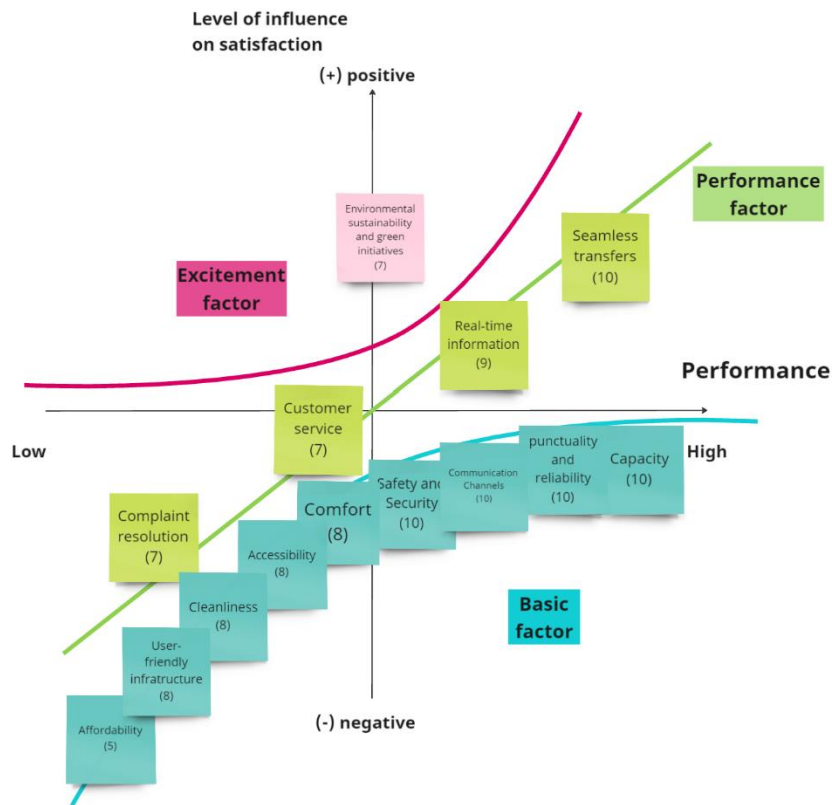 Level of influence
on satisfaction
(+) positive
Environmental
sustainability
and green
initiatives
(7)
Performance
factor
Seamless
transfers
(10)
Excitement
factor
Real-time
information
(9)
Performance
Customer
service
(7)
Low
High
punctuality
and
reliability
(10)
Capacity
(10)
Communication
Channels
(10)
Safety and
Security
(10)
Comfort
(8)
Complaint
resolution
(7)
Accessibility
(8)
Cleanliness
(8)
Basic
factor
User-
friendly
infratructure
(8)
(-) negative
Affordability
(5)